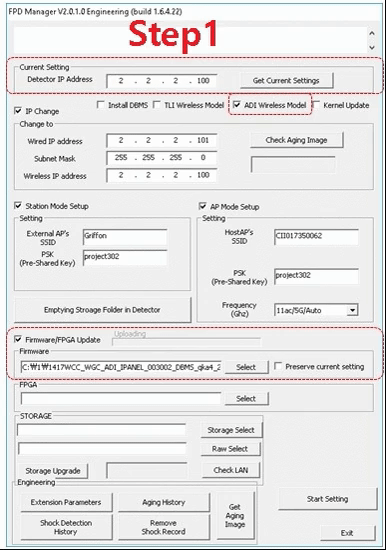 FPD Manager V2.0.1.0 Engineering (build 1.6.4.22)
Step1
Current Setting
Detector IP Address 2 . 2 . 2 . 100 Get Current Settings
IP Change Install DBMS TLI Wireless Model ADI Wireless Model Kernel Update
Change to
Wired IP address 2 . 2 . 2 . 101 Check Aging Image
Subnet Mask 255 . 255 . 255 . 0
Wireless IP address 2 . 2 . 2 . 100
Station Mode Setup AP Mode Setup
Setting Setting
External AP's SSID Griffon HostAP's SSID CII017350062
PSK (Pre-Shared Key) project302 PSK (Pre-Shared Key) project302
Emptying Stroage Folder in Detector Frequency (Ghz) 11ac/5G/Auto
Firmware/FPGA Update Uploading
Firmware
C:₩1₩1417WCC_WGC_ADI_IPANEL_003002_DBMS_qka4_2 Select Preserve current setting
FPGA
Select
STORAGE
Storage Select
Raw Select
Storage Upgrade Check LAN
Engineering
Extension Parameters Aging History Get Aging Image Start Setting
Shock Detection History Remove Shock Record Exit